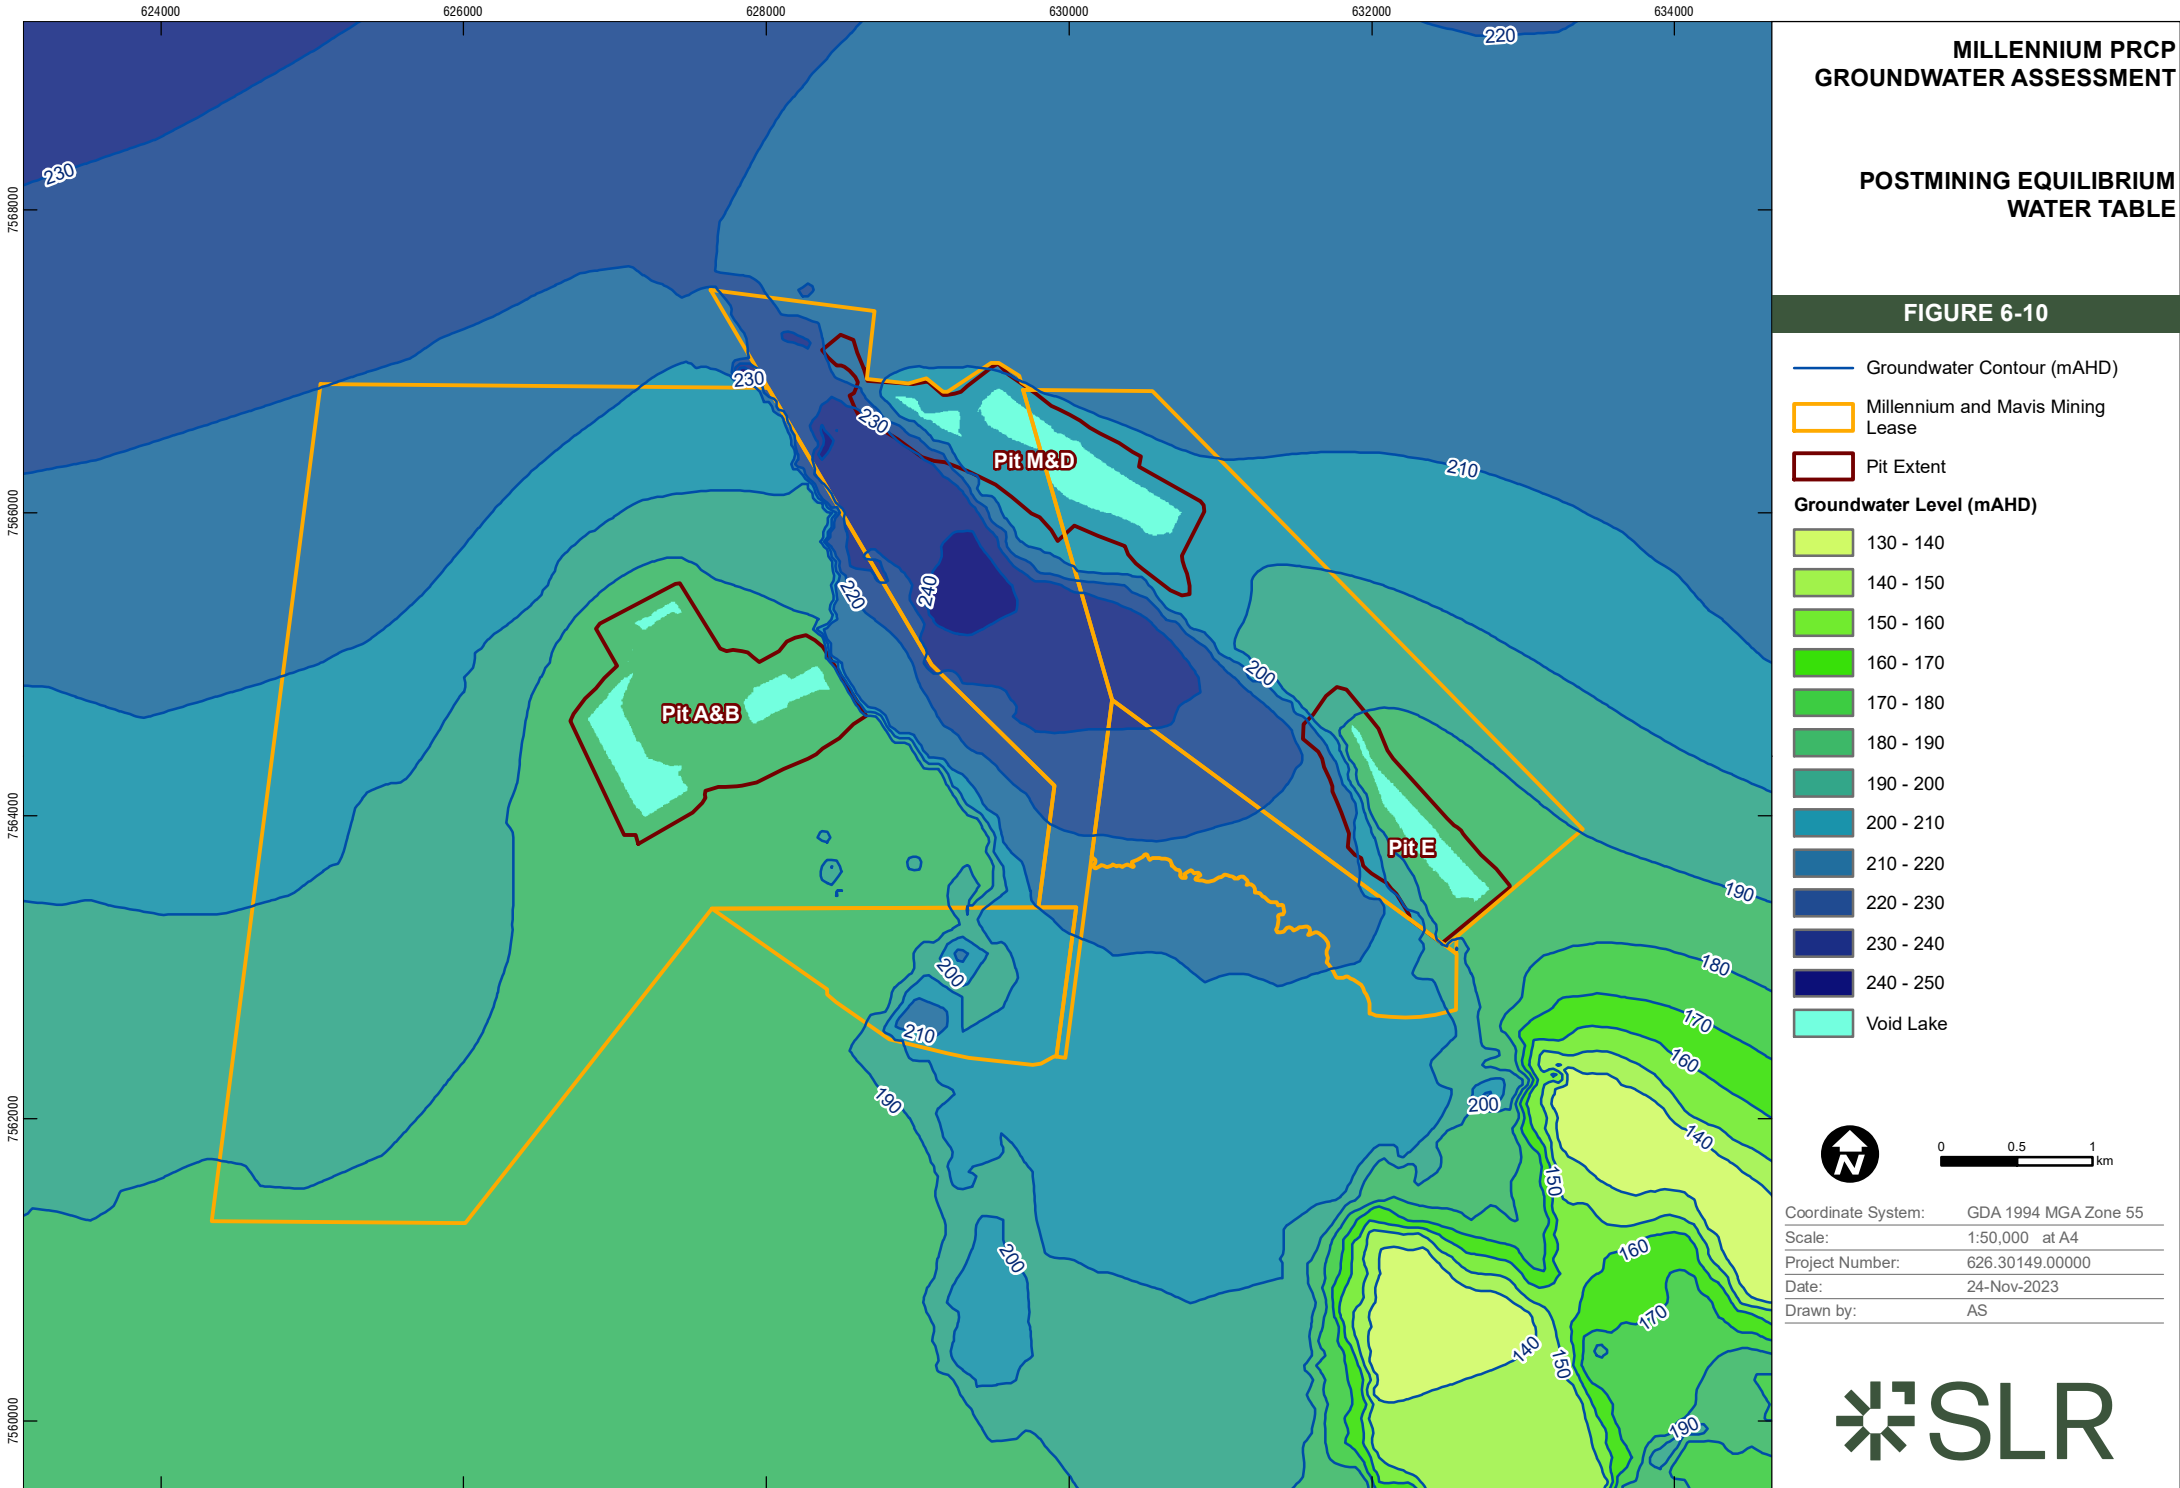 624000
626000
628000
630000
632000
634000
7568000
7566000
7564000
7562000
7560000
220
230
230
230
210
Pit M&D
240
220
200
Pit A&B
Pit E
190
200
180
210
170
160
190
200
140
150
200
160
170
140
150
190
MILLENNIUM PRCP
GROUNDWATER ASSESSMENT
POSTMINING EQUILIBRIUM
WATER TABLE
FIGURE 6-10
Groundwater Contour (mAHD)
Millennium and Mavis Mining
Lease
Pit Extent
Groundwater Level (mAHD)
130 - 140
140 - 150
150 - 160
160 - 170
170 - 180
180 - 190
190 - 200
200 - 210
210 - 220
220 - 230
230 - 240
240 - 250
Void Lake
N
0 0.5 1
km
Coordinate System: GDA 1994 MGA Zone 55
Scale: 1:50,000 at A4
Project Number: 626.30149.00000
Date: 24-Nov-2023
Drawn by: AS
SLR